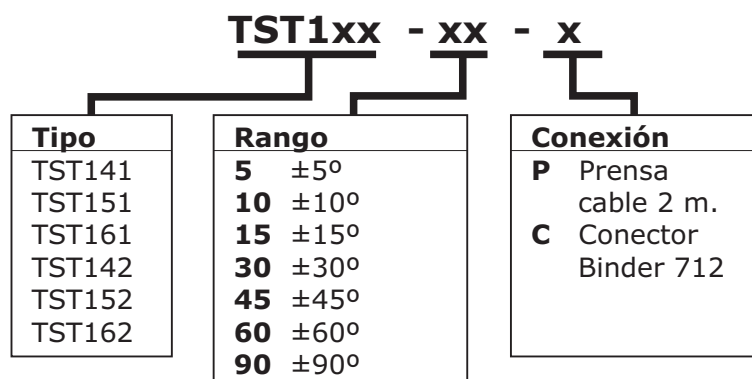 TST1xx - xx - x
Tipo
TST141
TST151
TST161
TST142
TST152
TST162
Rango
5 ±5º
10 ±10º
15 ±15º
30 ±30º
45 ±45º
60 ±60º
90 ±90º
Conexión
P Prensa
cable 2 m.
C Conector
Binder 712